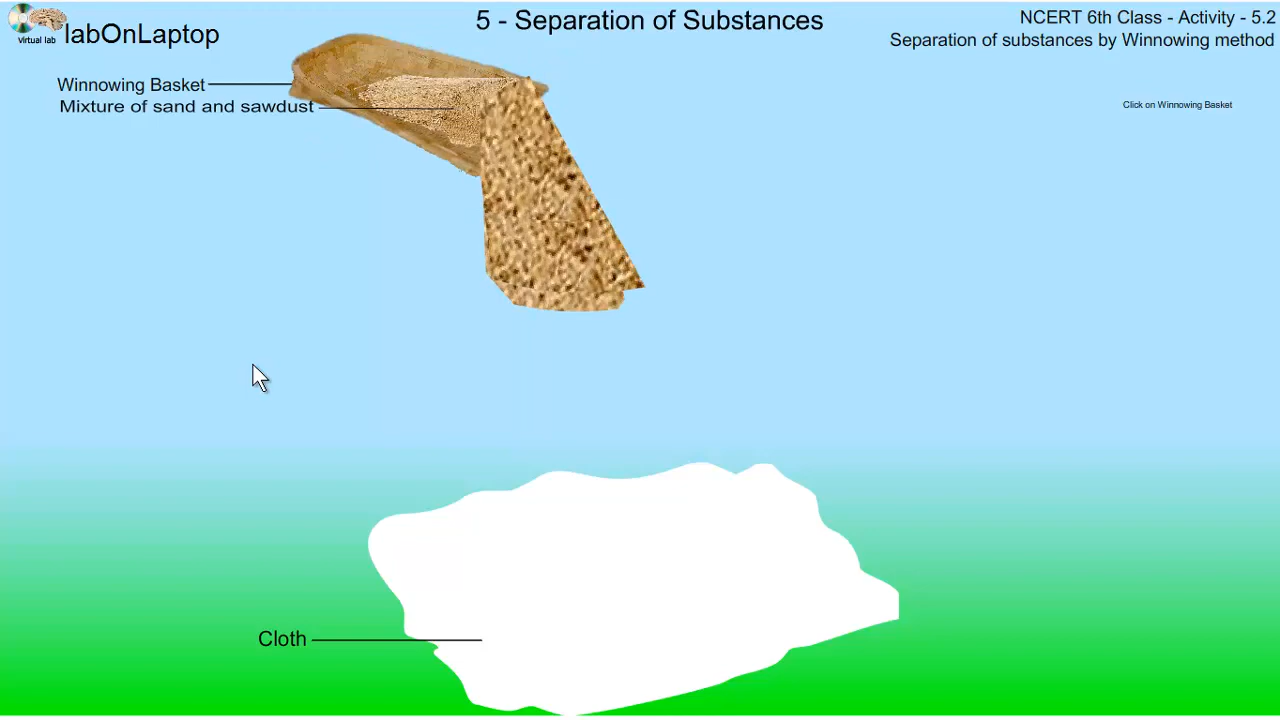 5 - Separation of Substances
NCERT 6th Class - Activity - 5.2
Separation of substances by Winnowing method
labOnLaptop
virtual lab
Winnowing Basket
Mixture of sand and sawdust
Click on Winnowing Basket
Cloth